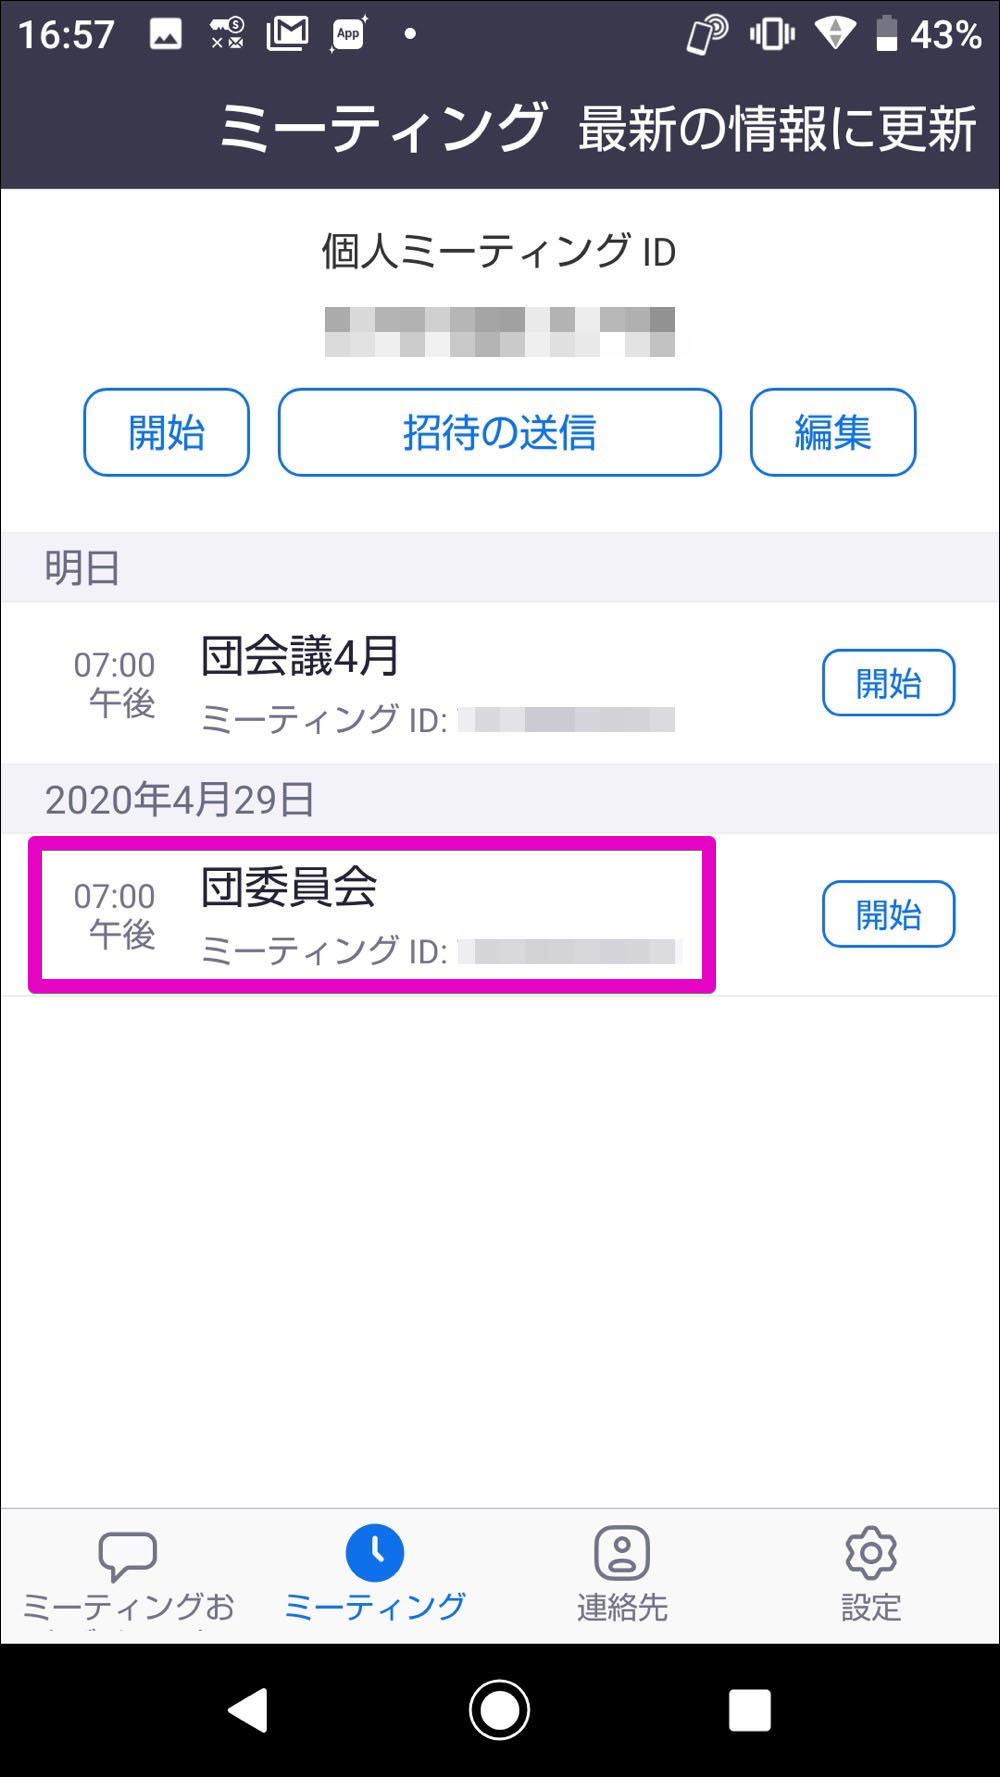 16:57 App 43%
ミーティング 最新の情報に更新
個人ミーティング ID
開始 招待の送信 編集
明日
07:00 午後
団会議4月
ミーティング ID:
開始
2020年4月29日
07:00 午後
団委員会
ミーティング ID:
開始
ミーティングお
ミーティング
連絡先
設定